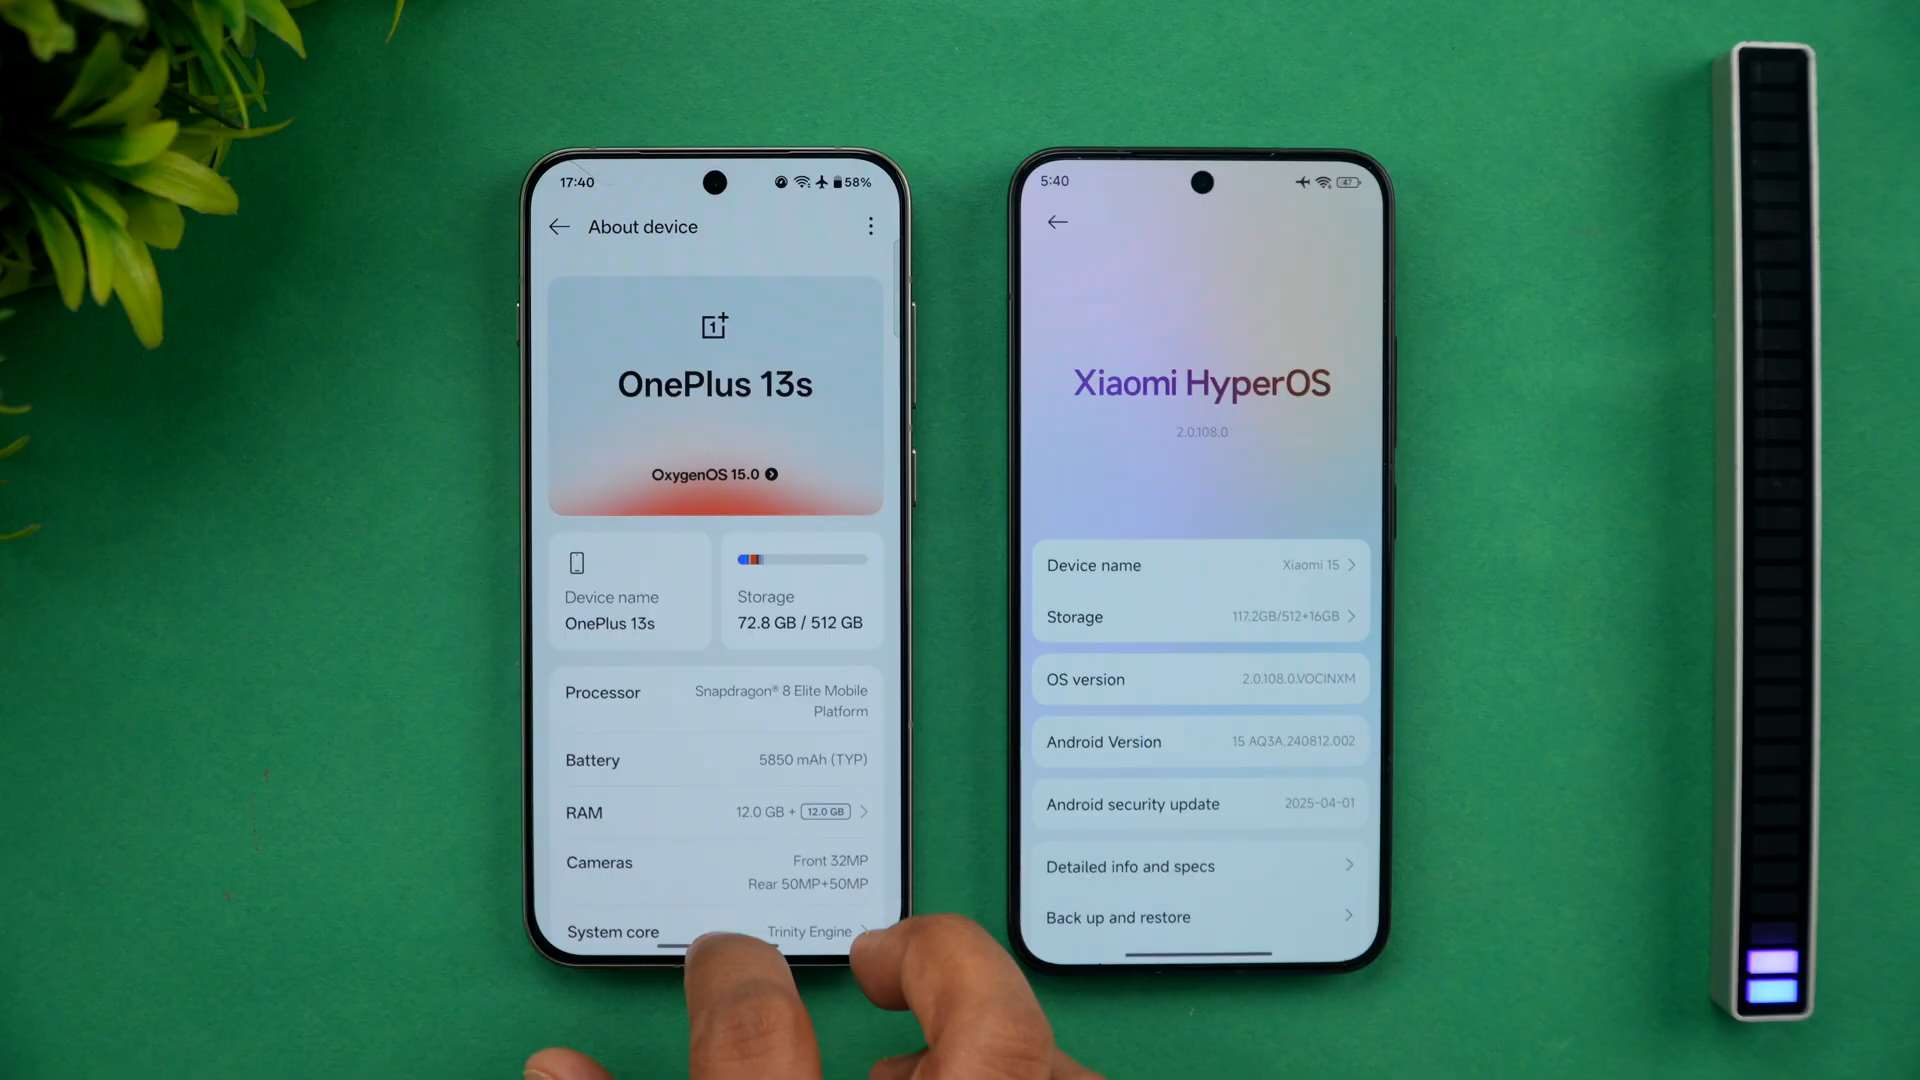 17:40
58%
About device
OnePlus 13s
OxygenOS 15.0
Device name
OnePlus 13s
Storage
72.8 GB / 512 GB
Processor
Snapdragon® 8 Elite Mobile
Platform
Battery
5850 mAh (TYP)
RAM
12.0 GB + 12.0 GB
Cameras
Front 32MP
Rear 50MP+50MP
System core
Trinity Engine
5:40
47
Xiaomi HyperOS
2.0.108.0
Device name
Xiaomi 15
Storage
117.2GB/512+16GB
OS version
2.0.108.0.VOCINXM
Android Version
15 AQ3A.240812.002
Android security update
2025-04-01
Detailed info and specs
Back up and restore